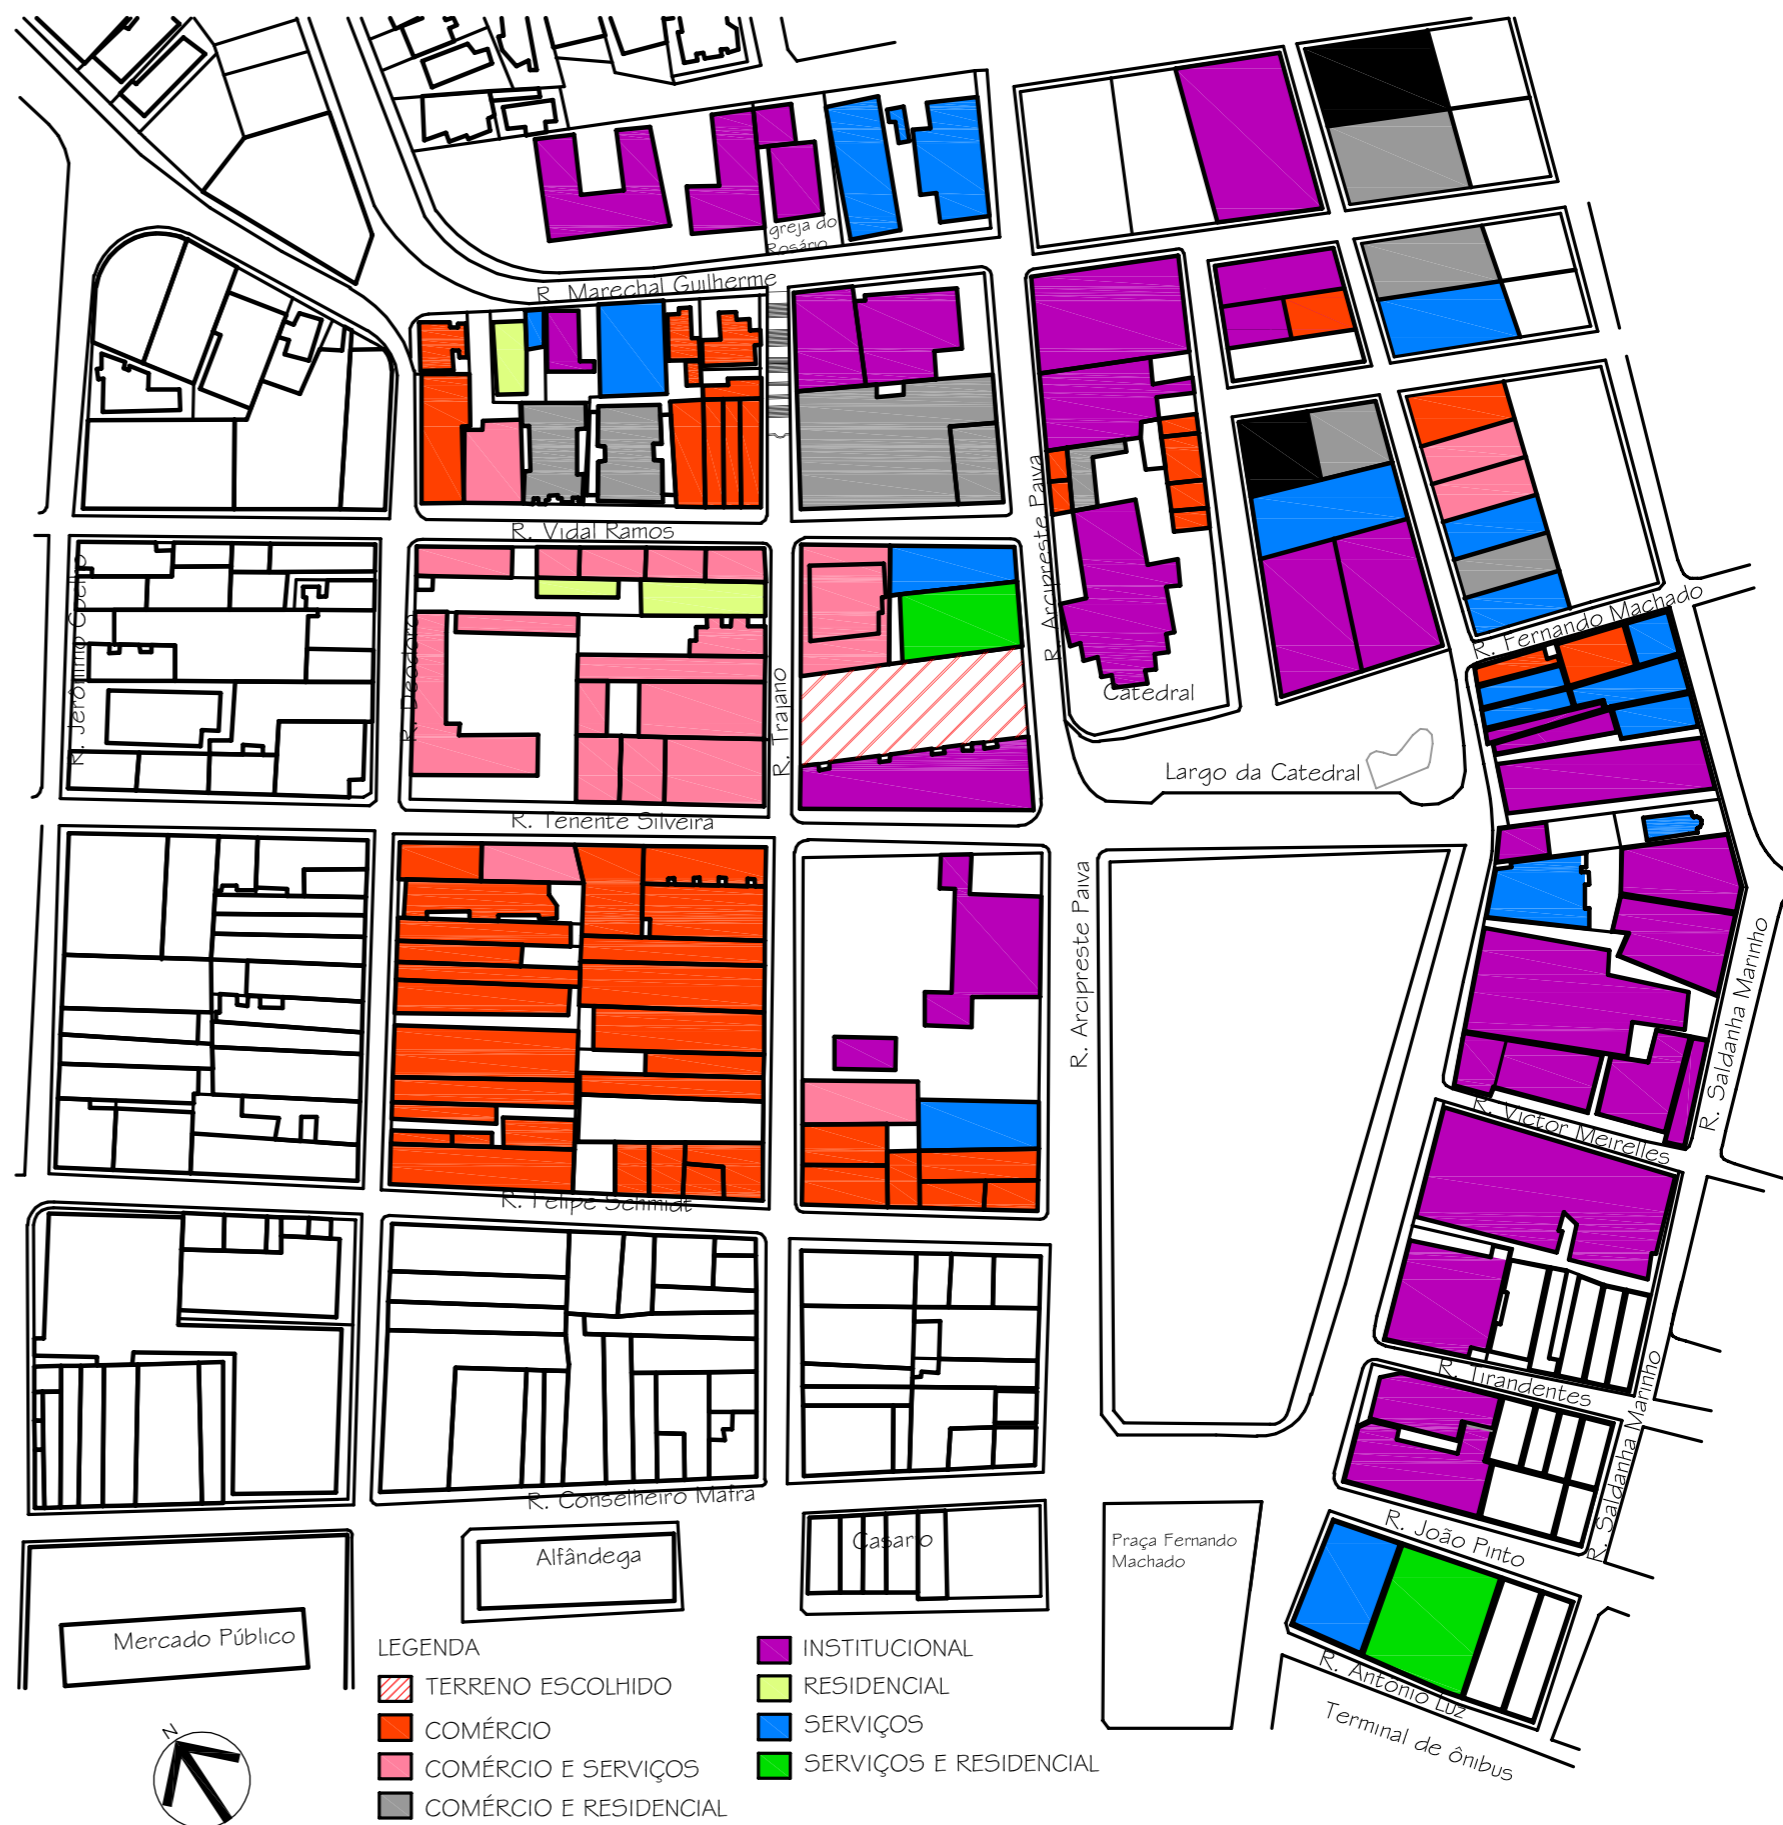 Igreja do
Rosário
R. Marechal Guilherme
R. Vidal Ramos
R. Arcipreste Paiva
R. Fernando Machado
R. Jerônimo Coelho
R. Deodoro
R. Trajano
Catedral
Largo da Catedral
R. Tenente Silveira
R. Arcipreste Paiva
R. Saldanha Marinho
R. Victor Meirelles
R. Felipe Schmidt
R. Tirandentes
R. Saldanha Marinho
R. Conselheiro Mafra
R. João Pinto
Alfândega
Casario
Praça Fernando
Machado
Mercado Público
R. Antônio Luz
Terminal de ônibus
N
LEGENDA
TERRENO ESCOLHIDO
COMÉRCIO
COMÉRCIO E SERVIÇOS
COMÉRCIO E RESIDENCIAL
INSTITUCIONAL
RESIDENCIAL
SERVIÇOS
SERVIÇOS E RESIDENCIAL